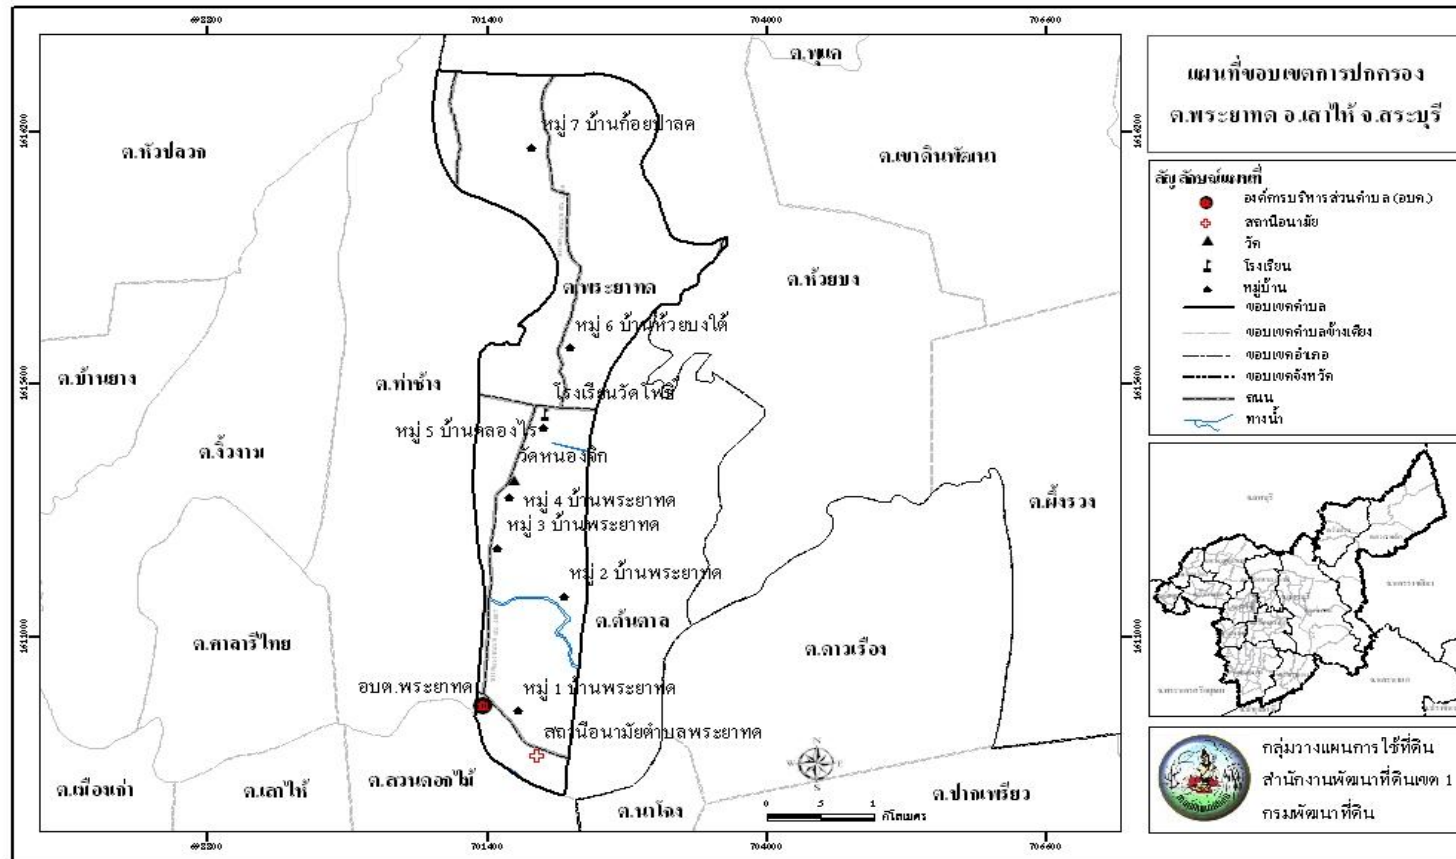 698800
701400
704000
706600
ต.พุแค
หมู่ 7 บ้านก้อยป่าลค
ต.หัวปลวก
ต.เขาดินพัฒนา
ต.ห้วยบง
ต.พระยาทด
หมู่ 6 บ้านห้วยบงใต้
ต.บ้านยาง
ต.ท่าช้าง
โรงเรียนวัดโพธิ์
หมู่ 5 บ้านคลองไร
ต.งิ้วงาม
วัดหนองจิก
หมู่ 4 บ้านพระยาทด
ต.ผึ้งรวง
หมู่ 3 บ้านพระยาทด
หมู่ 2 บ้านพระยาทด
ต.ต้นตาล
ต.ศาลารีไทย
ต.ดาวเรือง
อบต.พระยาทด
หมู่ 1 บ้านพระยาทด
สถานีอนามัยตำบลพระยาทด
ต.เมืองเก่า
ต.เสาไห้
ต.สวนดอกไม้
ต.นาโฉง
ต.ปากเพรียว
N
W
E
S
0 .5 1
กิโลเมตร
1616200
1613600
1611000
1616200
1613600
1611000
698800
701400
704000
706600
แผนที่ขอบเขตการปกครอง
ต.พระยาทด อ.เสาไห้ จ.สระบุรี
สัญลักษณ์แผนที่
องค์การบริหารส่วนตำบล (อบต.)
สถานีอนามัย
วัด
โรงเรียน
หมู่บ้าน
ขอบเขตตำบล
ขอบเขตตำบลข้างเคียง
ขอบเขตอำเภอ
ขอบเขตจังหวัด
ถนน
ทางน้ำ
กลุ่มวางแผนการใช้ที่ดิน
สำนักงานพัฒนาที่ดินเขต 1
กรมพัฒนาที่ดิน